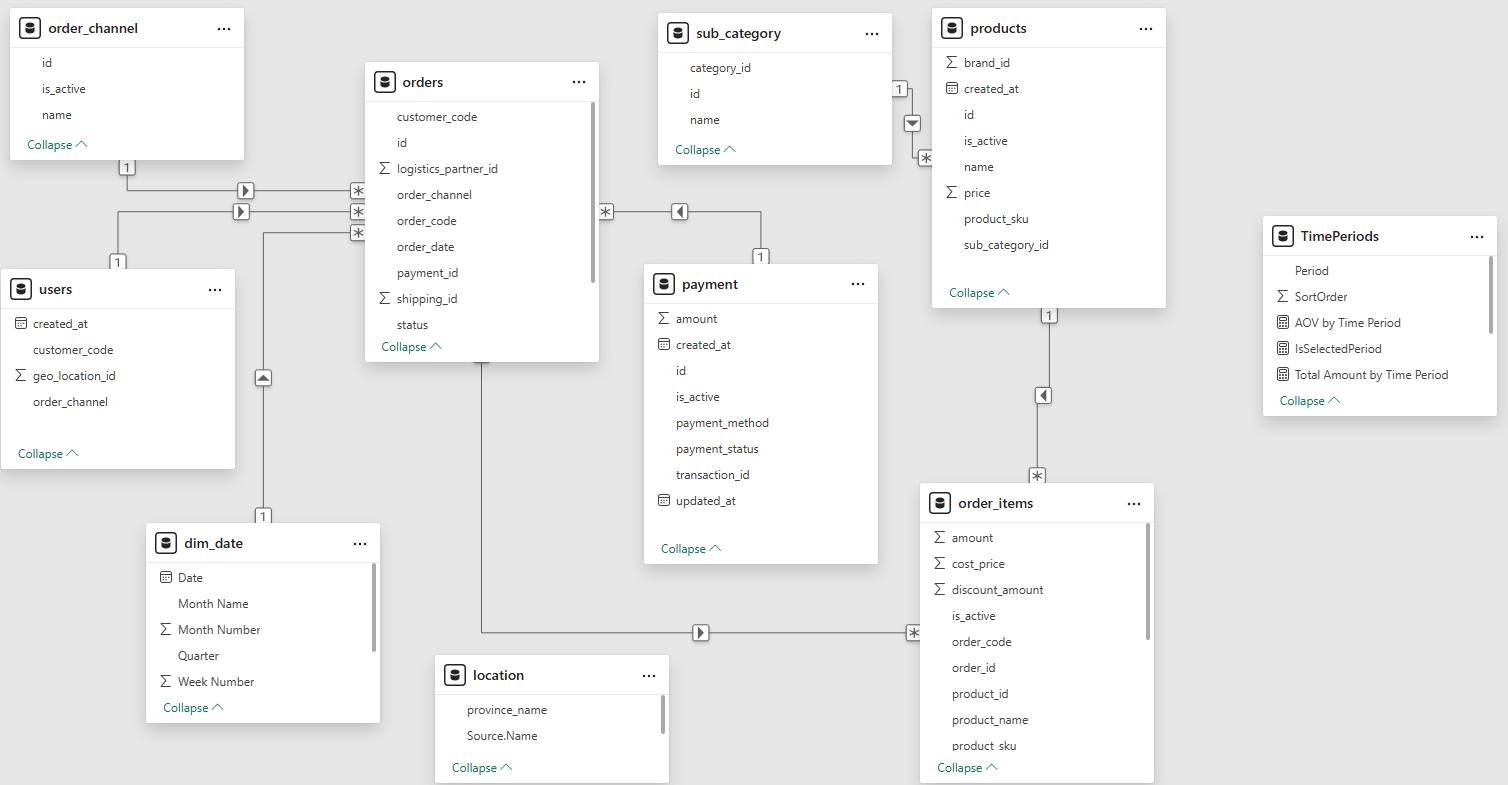 order_channel
id
is_active
name
Collapse
1
*
orders
customer_code
id
logistics_partner_id
order_channel
order_code
order_date
payment_id
shipping_id
status
Collapse
*
*
*
sub_category
category_id
id
name
Collapse
1
*
products
brand_id
created_at
id
is_active
name
price
product_sku
sub_category_id
Collapse
1
TimePeriods
Period
SortOrder
AOV by Time Period
IsSelectedPeriod
Total Amount by Time Period
Collapse
1
users
created_at
customer_code
geo_location_id
order_channel
Collapse
1
payment
amount
created_at
id
is_active
payment_method
payment_status
transaction_id
updated_at
Collapse
1
dim_date
Date
Month Name
Month Number
Quarter
Week Number
Collapse
*
order_items
amount
cost_price
discount_amount
is_active
order_code
order_id
product_id
product_name
product_sku
Collapse
*
location
province_name
Source.Name
Collapse